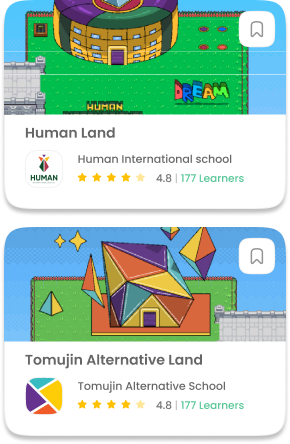 HUMAN
DREAM
Human Land
Human International school
HUMAN
4.8 | 177 Learners
Tomujin Alternative Land
Tomujin Alternative School
4.8 | 177 Learners